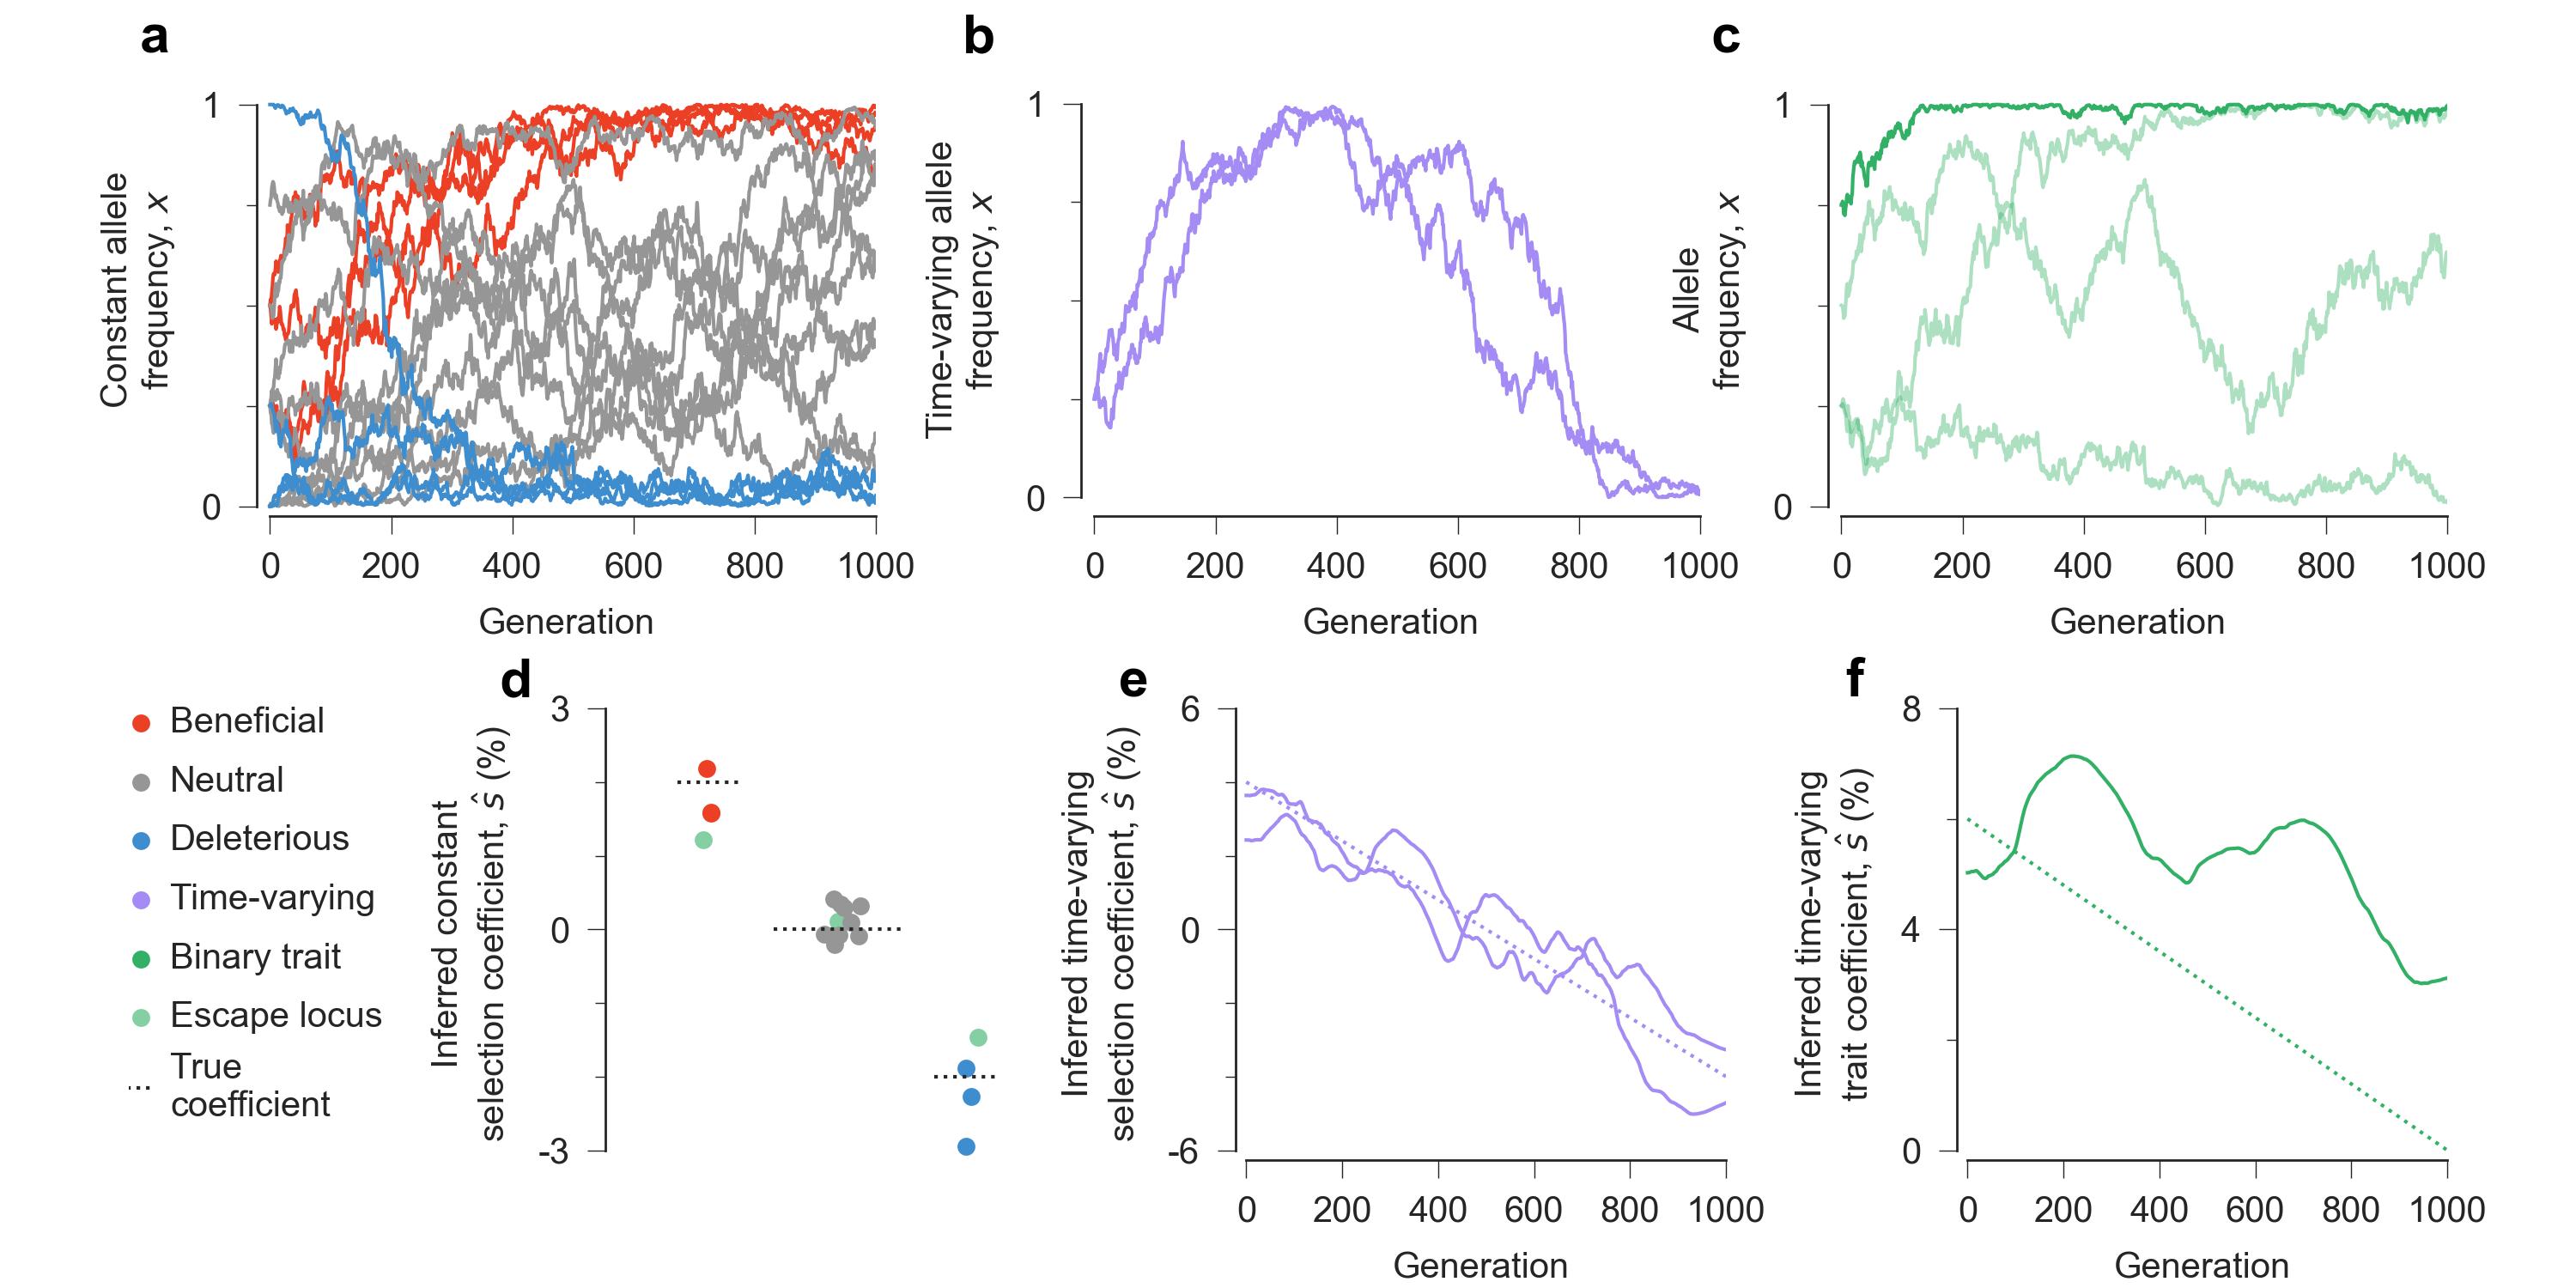 a
Constant allele
frequency, x
1
0
0 200 400 600 800 1000
Generation
b
Time-varying allele
frequency, x
1
0
0 200 400 600 800 1000
Generation
c
Allele
frequency, x
1
0
0 200 400 600 800 1000
Generation
Beneficial
Neutral
Deleterious
Time-varying
Binary trait
Escape locus
True
coefficient
d
Inferred constant
selection coefficient, ŝ (%)
3
0
-3
e
Inferred time-varying
selection coefficient, ŝ (%)
6
0
-6
0 200 400 600 800 1000
Generation
f
Inferred time-varying
trait coefficient, ŝ (%)
8
4
0
0 200 400 600 800 1000
Generation